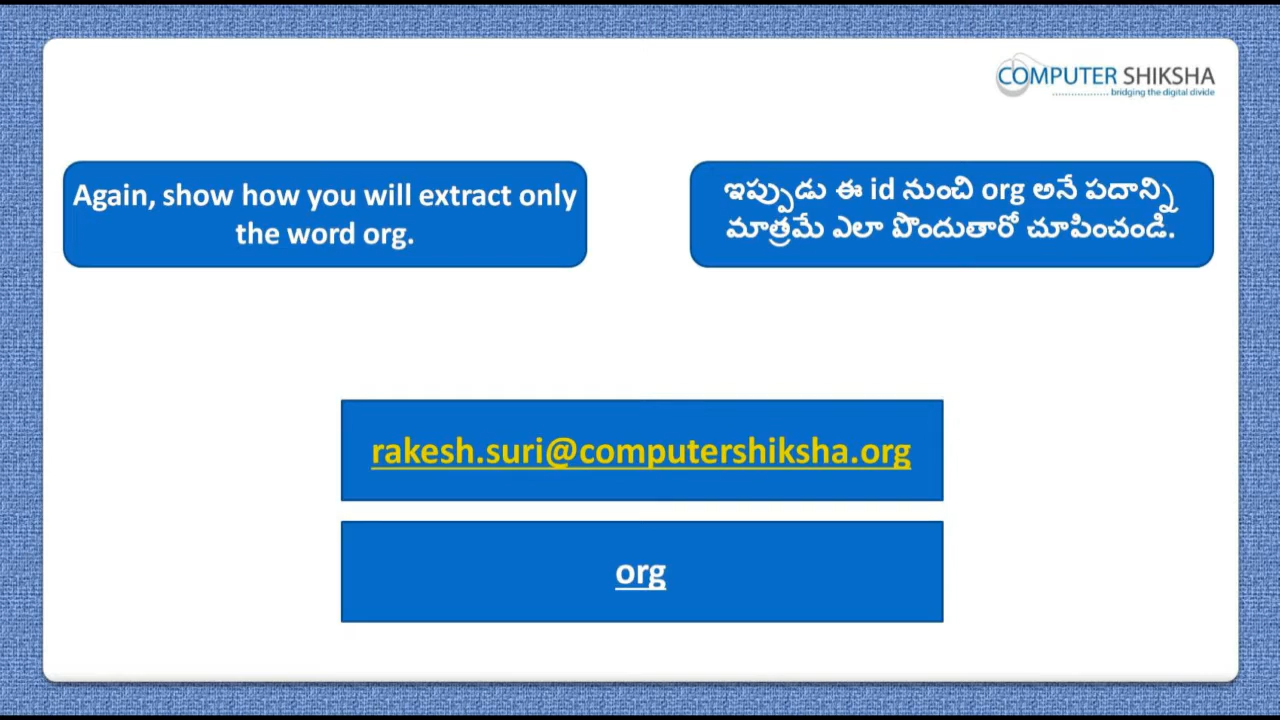 COMPUTER SHIKSHA
bridging the digital divide
Again, show how you will extract only
the word org.
ఇప్పుడు ఈ id నుంచి org అనే పదాన్ని
మాత్రమే ఎలా పొందుతారో చూపించండి.
rakesh.suri@computershiksha.org
org